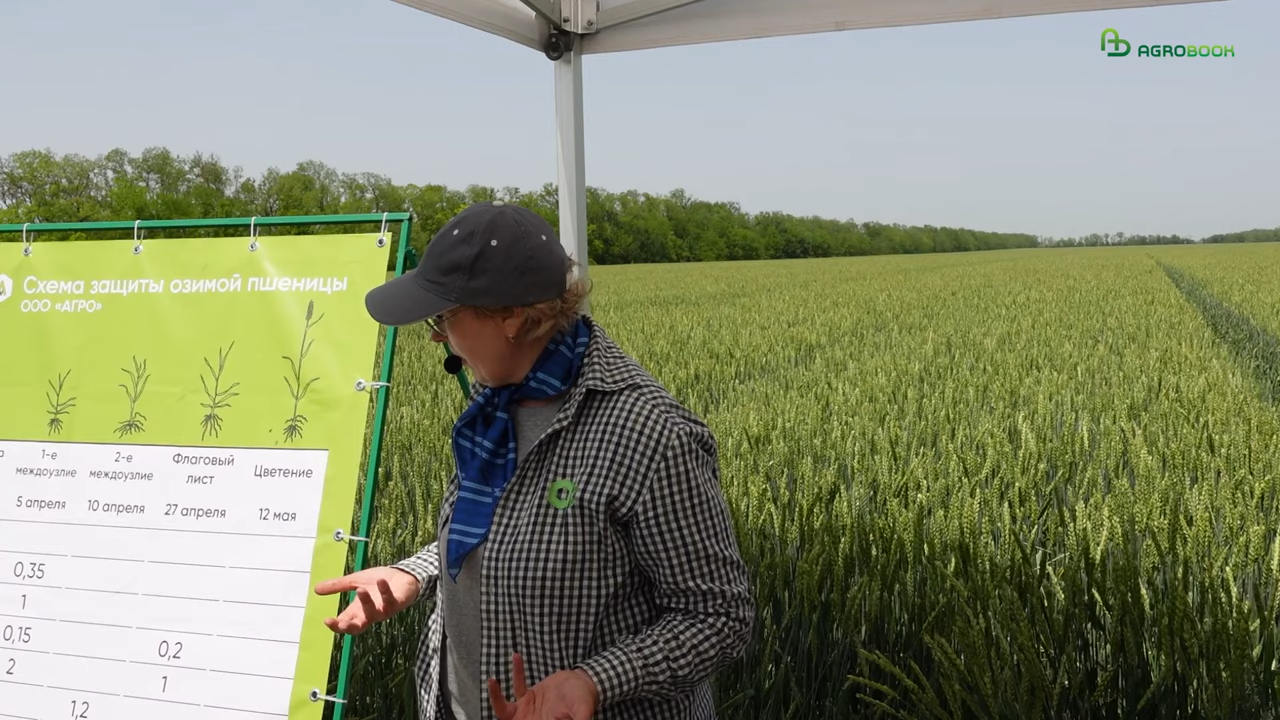 AGROBOOK
Схема защиты озимой пшеницы
ООО «АГРО»
1-е междоузлие
2-е междоузлие
Флаговый лист
Цветение
5 апреля
10 апреля
27 апреля
12 мая
0,35
1
0,15
0,2
2
1
1,2